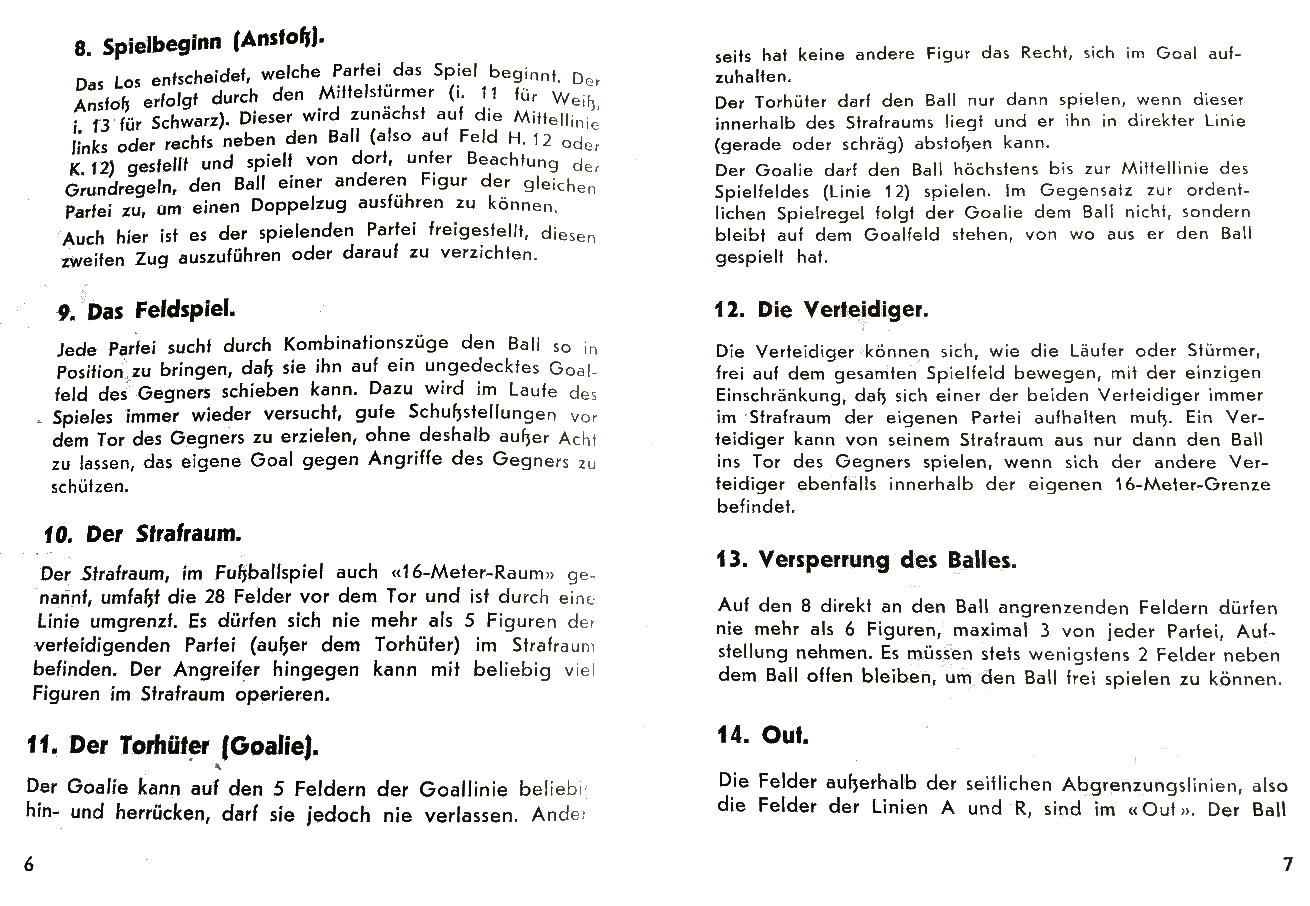 8. Spielbeginn (Anstoß).
Das Los entscheidet, welche Partei das Spiel beginnt. Der
Anstoß erfolgt durch den Mittelstürmer (i. 11 für Weiß,
i. 13 für Schwarz). Dieser wird zunächst auf die Mittellinie
links oder rechts neben den Ball (also auf Feld H. 12 oder
K. 12) gestellt und spielt von dort, unter Beachtung der
Grundregeln, den Ball einer anderen Figur der gleichen
Partei zu, um einen Doppelzug ausführen zu können.
Auch hier ist es der spielenden Partei freigestellt, diesen
zweiten Zug auszuführen oder darauf zu verzichten.
9. Das Feldspiel.
Jede Partei sucht durch Kombinationszüge den Ball so in
Position zu bringen, daß sie ihn auf ein ungedecktes Goal-
feld des Gegners schieben kann. Dazu wird im Laufe des
Spieles immer wieder versucht, gute Schußstellungen vor
dem Tor des Gegners zu erzielen, ohne deshalb außer Acht
zu lassen, das eigene Goal gegen Angriffe des Gegners zu
schützen.
10. Der Strafraum.
Der Strafraum, im Fußballspiel auch «16-Meter-Raum» ge-
nannt, umfaßt die 28 Felder vor dem Tor und ist durch eine
Linie umgrenzt. Es dürfen sich nie mehr als 5 Figuren der
verteidigenden Partei (außer dem Torhüter) im Strafraum
befinden. Der Angreifer hingegen kann mit beliebig viel
Figuren im Strafraum operieren.
11. Der Torhüter (Goalie).
Der Goalie kann auf den 5 Feldern der Goallinie beliebi
hin- und herrücken, darf sie jedoch nie verlassen. Ander
6
seits hat keine andere Figur das Recht, sich im Goal auf-
zuhalten.
Der Torhüter darf den Ball nur dann spielen, wenn dieser
innerhalb des Strafraums liegt und er ihn in direkter Linie
(gerade oder schräg) abstoßen kann.
Der Goalie darf den Ball höchstens bis zur Mittellinie des
Spielfeldes (Linie 12) spielen. Im Gegensatz zur ordent-
lichen Spielregel folgt der Goalie dem Ball nicht, sondern
bleibt auf dem Goalfeld stehen, von wo aus er den Ball
gespielt hat.
12. Die Verteidiger.
Die Verteidiger können sich, wie die Läufer oder Stürmer,
frei auf dem gesamten Spielfeld bewegen, mit der einzigen
Einschränkung, daß sich einer der beiden Verteidiger immer
im Strafraum der eigenen Partei aufhalten muß. Ein Ver-
teidiger kann von seinem Strafraum aus nur dann den Ball
ins Tor des Gegners spielen, wenn sich der andere Ver-
teidiger ebenfalls innerhalb der eigenen 16-Meter-Grenze
befindet.
13. Versperrung des Balles.
Auf den 8 direkt an den Ball angrenzenden Feldern dürfen
nie mehr als 6 Figuren, maximal 3 von jeder Partei, Auf-
stellung nehmen. Es müssen stets wenigstens 2 Felder neben
dem Ball offen bleiben, um den Ball frei spielen zu können.
14. Out.
Die Felder außerhalb der seitlichen Abgrenzungslinien, also
die Felder der Linien A und R, sind im «Out». Der Ball
7